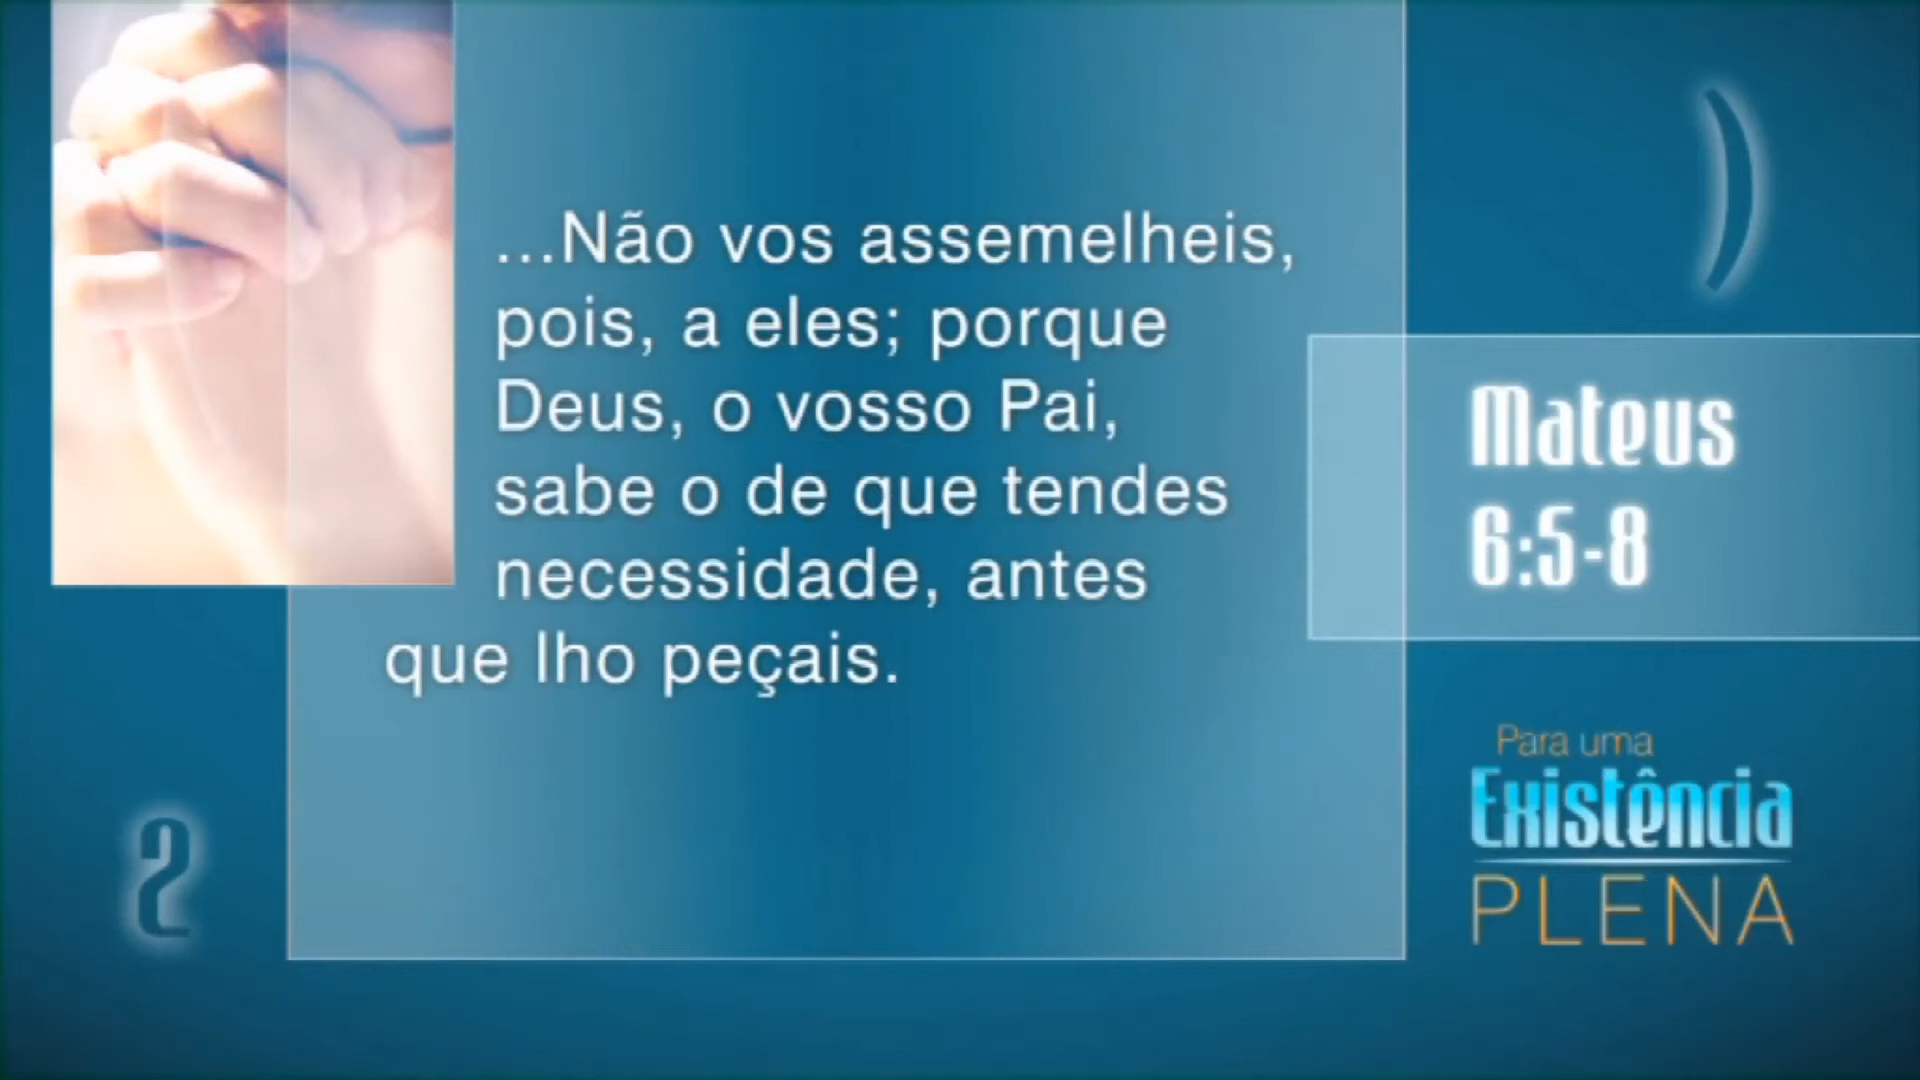 ...Não vos assemelheis,
pois, a eles; porque
Deus, o vosso Pai,
sabe o de que tendes
necessidade, antes
que lho peçais.
)
Mateus
6:5-8
2
Para uma
Existência
PLENA